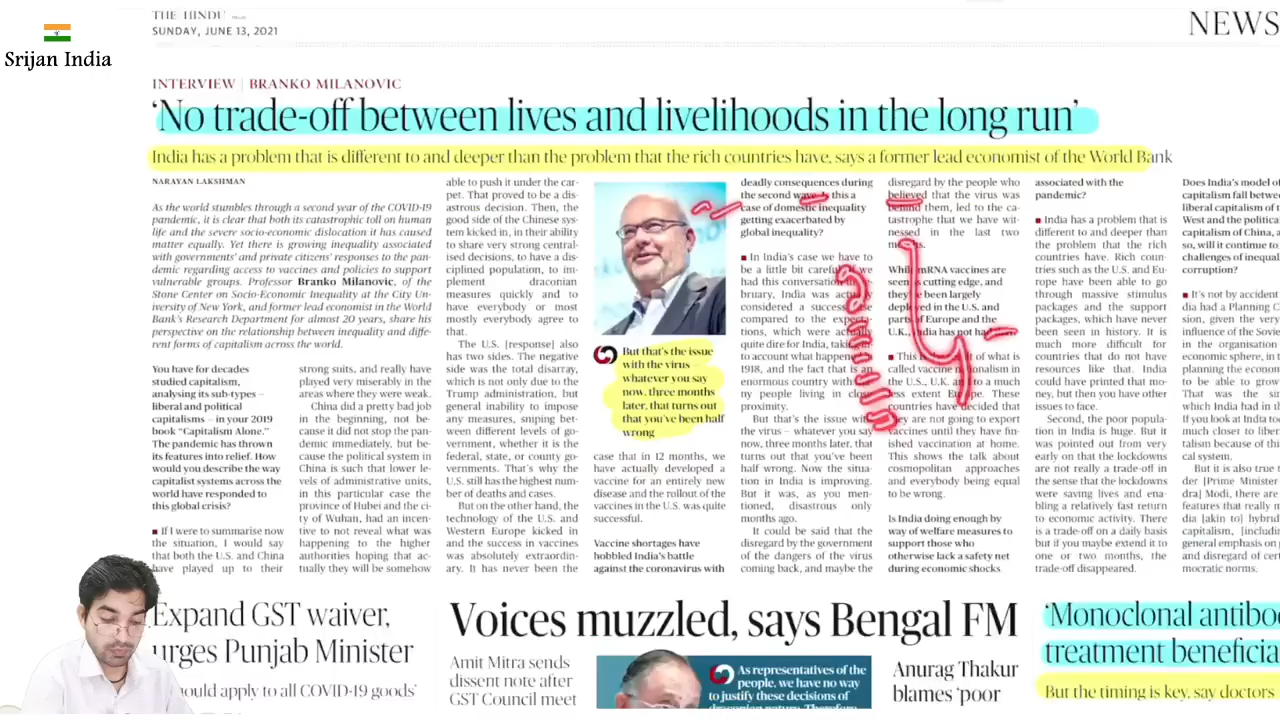 THE HINDU
SUNDAY, JUNE 13, 2021
NEWS
Srijan India
INTERVIEW | BRANKO MILANOVIC
‘No trade-off between lives and livelihoods in the long run’
India has a problem that is different to and deeper than the problem that the rich countries have, says a former lead economist of the World Bank
NARAYAN LAKSHMAN
As the world stambles through a second year of the COVID-19
pandemic, it is clear that both its catastrophic toll on human
life and the severe socio-economic dislocation it has caused
matter equally. Yet there is growing inequality associated
with governments' and private citizens' responses to the pan-
demic regarding access to vaccines and policies to support
vulnerable groups. Professor Branko Milanovic, of the
Stone Center on Socio-Economic Inequality at the City Uni-
versity of New York, and former lead economist in the World
Bank's Research Department for almost 20 years, share his
perspective on the relationship between inequality and diffe-
rent forms of capitalism across the world.
You have for decades
studied capitalism,
analysing its sub-types –
liberal and political
capitalisms – in your 2019
book “Capitalism Alone.”
The pandemic has thrown
its features into relief. How
would you describe the way
capitalist systems across the
world have responded to
this global crisis?
■ If I were to summarise now
the situation, I would say
that both the U.S. and China
have played up to their
strong suits, and really have
played very miserably in the
areas where they were weak.
China did a pretty bad job
in the beginning, not be-
cause it did not stop the pan-
demic immediately, but be-
cause the political system in
China is such that lower le-
vels of administrative units,
in this particular case the
province of Hubei and the ci-
ty of Wuhan, had an incen-
tive to not reveal what was
happening to the higher
authorities hoping that ac-
tually they will be somehow
able to push it under the car-
pet. That proved to be a dis-
astrous decision. Then, the
good side of the Chinese sys-
tem kicked in, in their ability
to share very strong central-
ised decisions, to have a di-
sciplined population, to im-
plement draconian
measures quickly and to
have everybody or most
mostly everybody agree to
that.
The U.S. [response] also
has two sides. The negative
side was the total disarray,
which is not only due to the
Trump administration, but
general inability to impose
any measures, sniping bet-
ween different levels of go-
vernment, whether it is the
federal, state, or county go-
vernments. That's why the
U.S. still has the highest num-
ber of deaths and cases.
But on the other hand, the
technology of the U.S. and
Western Europe kicked in
and the success in vaccines
was absolutely extraordin-
ary. It has never been the
But that's the issue
with the virus –
whatever you say
now, three months
later, that turns out
that you've been half
wrong
case that in 12 months, we
have actually developed a
vaccine for an entirely new
disease and the rollout of the
vaccines in the U.S. was quite
successful.
Vaccine shortages have
hobbled India's battle
against the coronavirus with
deadly consequences during
the second wave. Is this a
case of domestic inequality
getting exacerbated by
global inequality?
■ In India's case we have to
be a little bit careful. If we
had this conversation in Fe-
bruary, India was actually
considered a success case
compared to the expecta-
tions, which were actually
quite dire for India, taking in-
to account what happened in
1918, and the fact that is an
enormous country with
ny people living in close
proximity.
But that's the issue with
the virus – whatever you say
now, three months later, that
turns out that you've been
half wrong. Now the situa-
tion in India is improving.
But it was, as you men-
tioned, disastrous only
months ago.
It could be said that the
disregard by the government
of the dangers of the virus
coming back, and maybe the
disregard by the people who
believed that the virus was
behind them, led to the ca-
tastrophe that we have wit-
nessed in the last two
months.
While mRNA vaccines are
seen as cutting edge, and
they've been largely
deployed in the U.S. and
parts of Europe and the
U.K., India has not had
■ This is of what is
called vaccine nationalism in
the U.S., U.K. and to a much
less extent Europe. These
countries have decided that
they are not going to export
vaccines until they have fin-
ished vaccination at home.
This shows the talk about
cosmopolitan approaches
and everybody being equal
to be wrong.
Is India doing enough by
way of welfare measures to
support those who
otherwise lack a safety net
during economic shocks
associated with the
pandemic?
■ India has a problem that is
different to and deeper than
the problem that the rich
countries have. Rich coun-
tries such as the U.S. and Eu-
rope have been able to go
through massive stimulus
packages and the support
packages, which have never
been seen in history. It is
much more difficult for
countries that do not have
resources like that. India
could have printed that mo-
ney, but then you have other
issues to face.
Second, the poor popula-
tion in India is huge. But it
was pointed out from very
early on that the lockdowns
are not really a trade-off in
the sense that the lockdowns
were saving lives and ena-
bling a relatively fast return
to economic activity. There
is a trade-off on a daily basis
but if you maybe extend it to
one or two months, the
trade-off disappeared.
Does India's model of
capitalism fall between
liberal capitalism of
West and the political
capitalism of China, a
so, will it continue to
challenges of inequal
corruption?
■ It's not by accident
dia had a Planning C
sion, given the very
influence of the Sovie
in the organisation
economic sphere, in t
planning the econom
to be able to grow
That was the sim
which India had in t
If you look at India to
much closer to liber
talism because of th
cal system.
But it is also true t
der [Prime Minister
dra] Modi, there are
features that really m
dia [akin to] hybrid
capitalism, [includin
general emphasis on p
and disregard of cert
mocratic norms.
Expand GST waiver,
urges Punjab Minister
ould apply to all COVID-19 goods’
Voices muzzled, says Bengal FM
Amit Mitra sends
dissent note after
GST Council meet
As representatives of the
people, we have no way
to justify these decisions of
draconian nature. Therefore
Anurag Thakur
blames ‘poor
‘Monoclonal antibo
treatment beneficia
But the timing is key, say doctors